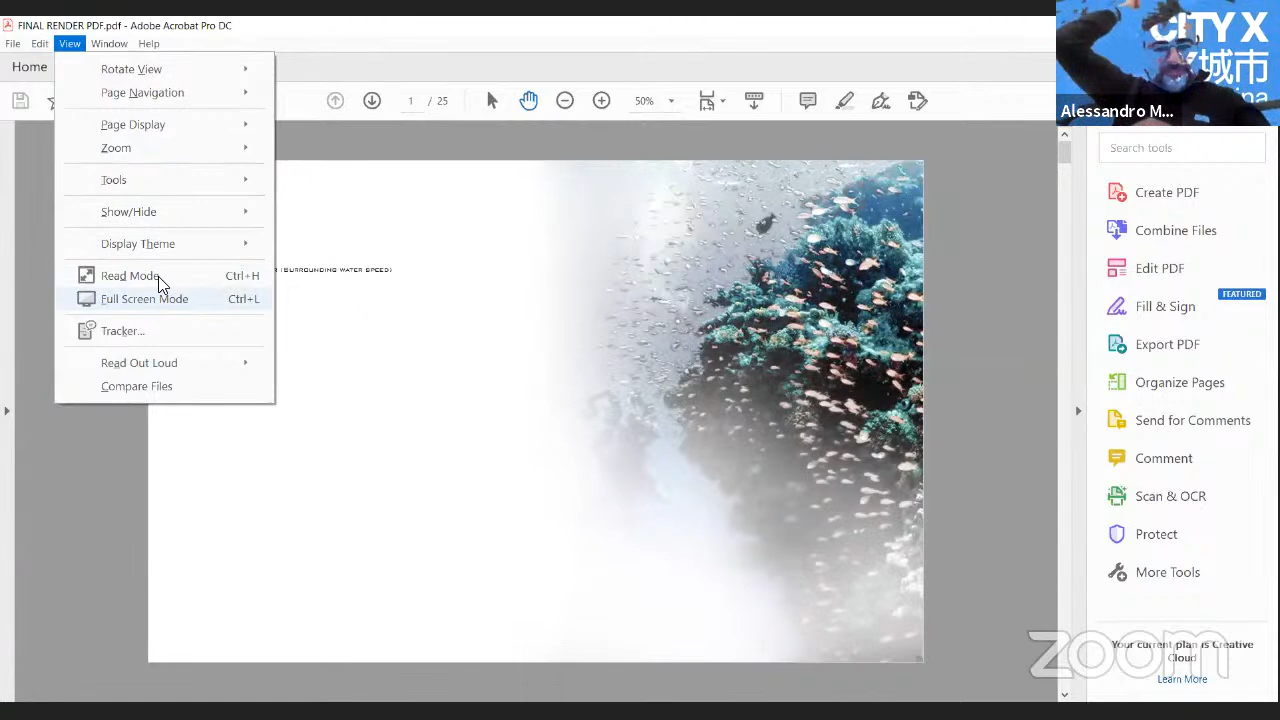 FINAL RENDER PDF.pdf - Adobe Acrobat Pro DC
File Edit View Window Help
Home
1 / 25
50%
Rotate View
Page Navigation
Page Display
Zoom
Tools
Show/Hide
Display Theme
Read Mode Ctrl+H
Full Screen Mode Ctrl+L
Tracker...
Read Out Loud
Compare Files
(SURROUNDING WATER SPEED)
CITY X
城市
Alessandro M...
Search tools
Create PDF
Combine Files
Edit PDF
FEATURED
Fill & Sign
Export PDF
Organize Pages
Send for Comments
Comment
Scan & OCR
Protect
More Tools
Your current plan is Creative
Cloud
Learn More
zoom